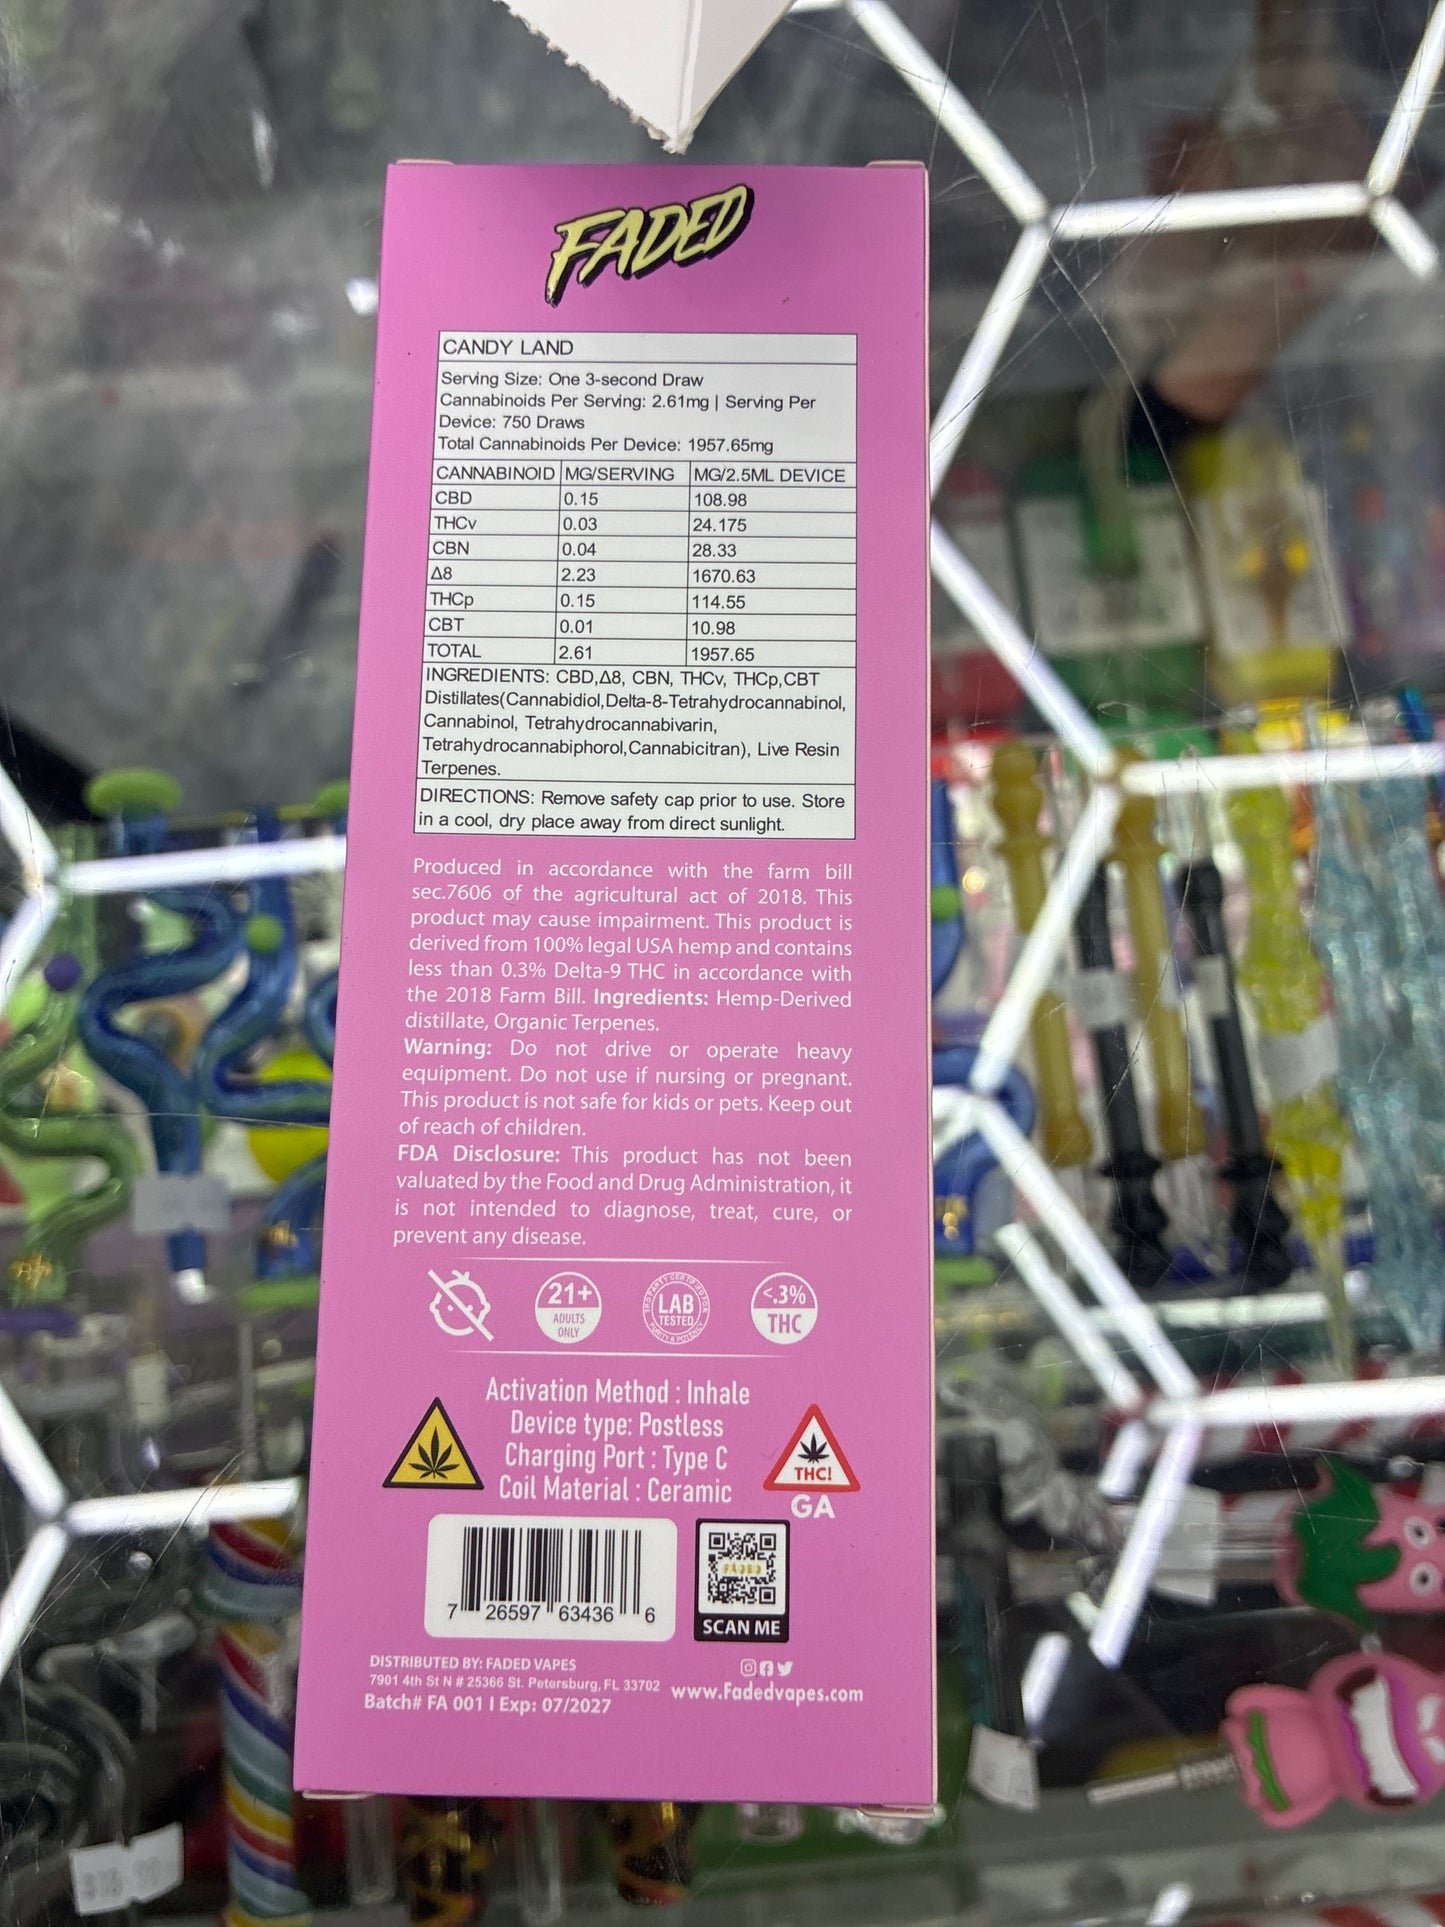 FADED
CANDY LAND
Serving Size: One 3-second Draw
Cannabinoids Per Serving: 2.61mg | Serving Per
Device: 750 Draws
Total Cannabinoids Per Device: 1957.65mg
CANNABINOID MG/SERVING MG/2.5ML DEVICE
CBD 0.15 108.98
THCv 0.03 24.175
CBN 0.04 28.33
Δ8 2.23 1670.63
THCp 0.15 114.55
CBT 0.01 10.98
TOTAL 2.61 1957.65
INGREDIENTS: CBD,Δ8, CBN, THCv, THCp,CBT
Distillates(Cannabidiol,Delta-8-Tetrahydrocannabinol,
Cannabinol, Tetrahydrocannabivarin,
Tetrahydrocannabiphorol,Cannabicitran), Live Resin
Terpenes.
DIRECTIONS: Remove safety cap prior to use. Store
in a cool, dry place away from direct sunlight.
Produced in accordance with the farm bill
sec.7606 of the agricultural act of 2018. This
product may cause impairment. This product is
derived from 100% legal USA hemp and contains
less than 0.3% Delta-9 THC in accordance with
the 2018 Farm Bill. Ingredients: Hemp-Derived
distillate, Organic Terpenes.
Warning: Do not drive or operate heavy
equipment. Do not use if nursing or pregnant.
This product is not safe for kids or pets. Keep out
of reach of children.
FDA Disclosure: This product has not been
valuated by the Food and Drug Administration, it
is not intended to diagnose, treat, cure, or
prevent any disease.
21+
ADULTS
ONLY
LAB
TESTED
<.3%
THC
Activation Method : Inhale
Device type: Postless
Charging Port : Type C
Coil Material : Ceramic
THC!
GA
7 26597 63436 6
FADED
SCAN ME
DISTRIBUTED BY: FADED VAPES
7901 4th St N # 25366 St. Petersburg, FL 33702
Batch# FA 001 I Exp: 07/2027
www.Fadedvapes.com